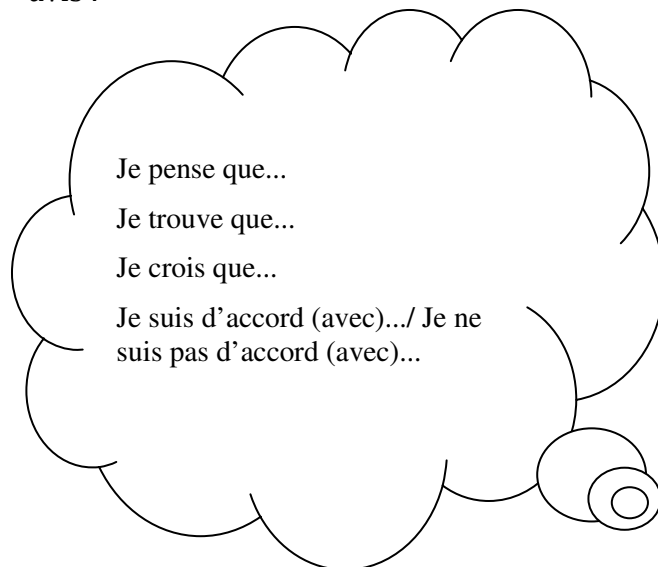 Je pense que...
Je trouve que...
Je crois que...
Je suis d’accord (avec).../ Je ne
suis pas d’accord (avec)...